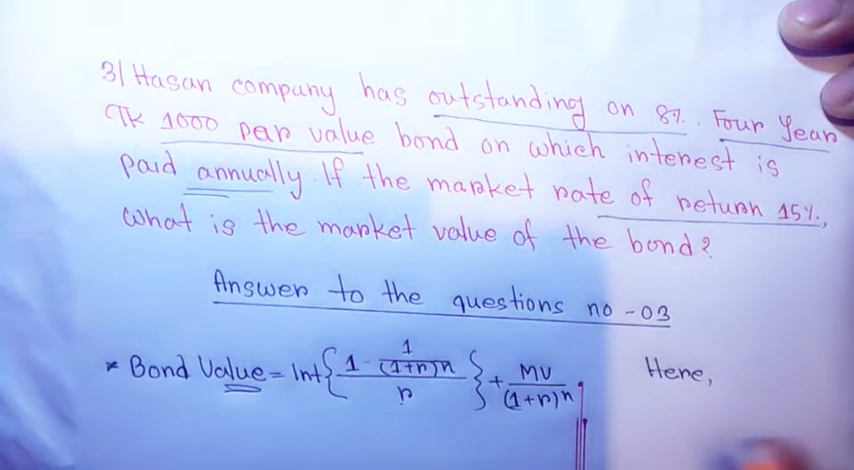 3/ Hasan company has outstanding on 8%. Four Year
TK 1000 par value bond on which interest is
paid annually. If the market rate of return 15%.,
what is the market value of the bond?
Answer to the questions no - 03
* Bond Value = Int{ (1 - 1/(1+r)n) / r } + MV/(1+r)n Here,